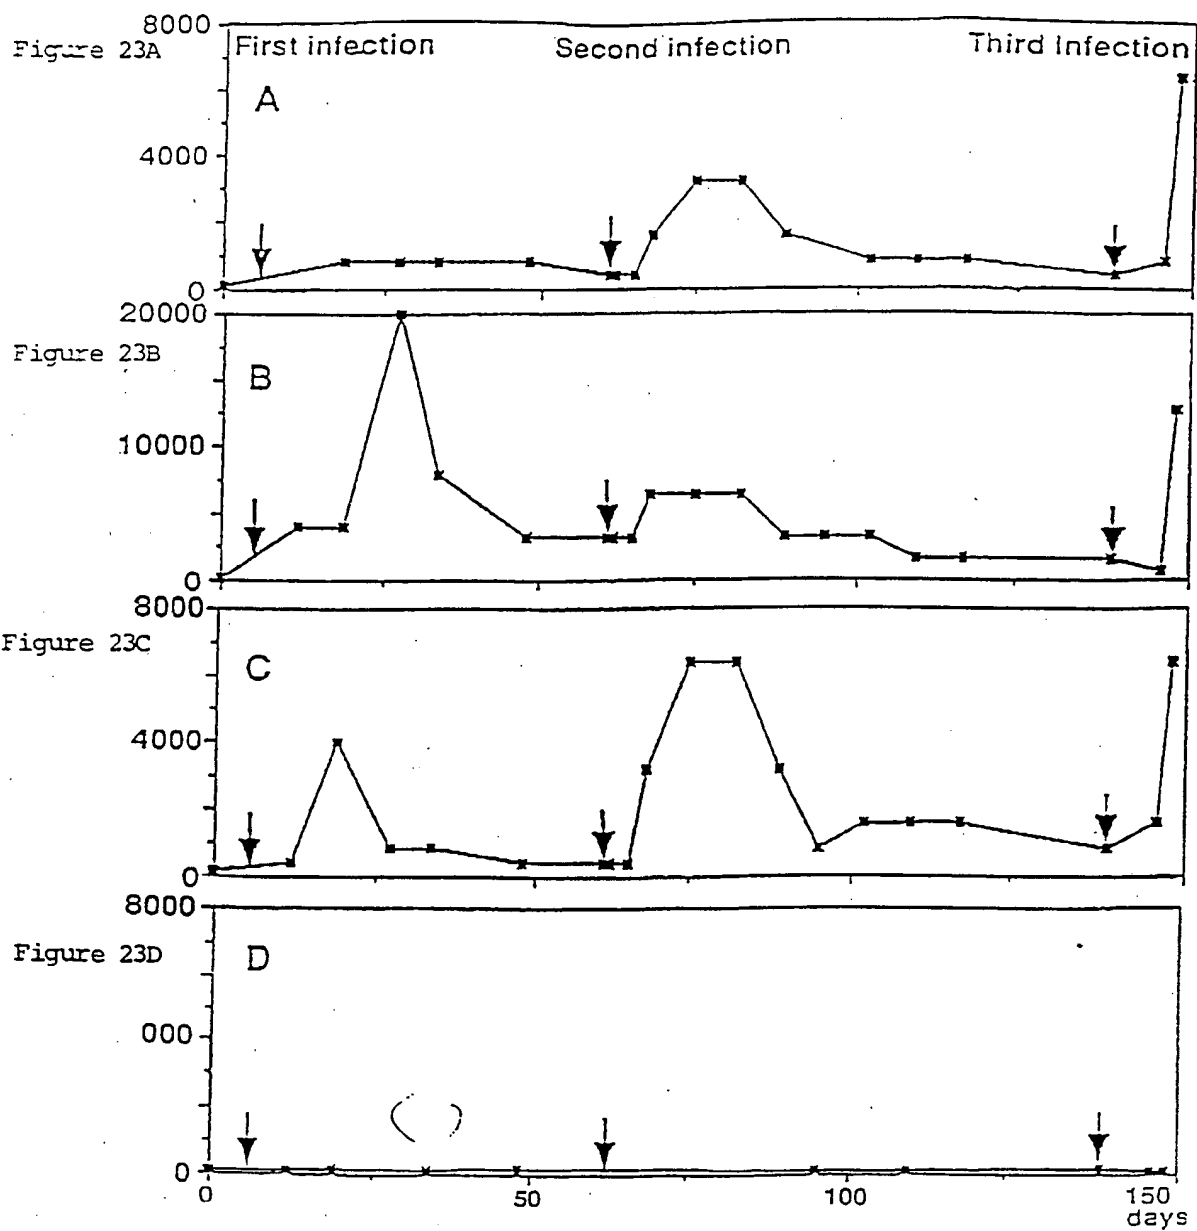 8000
Figure 23A
First infection
Second infection
Third Infection
A
4000
0
20000
Figure 23B
B
10000
0
8000
Figure 23C
C
4000
0
8000
Figure 23D
D
000
0
0
50
100
150
days